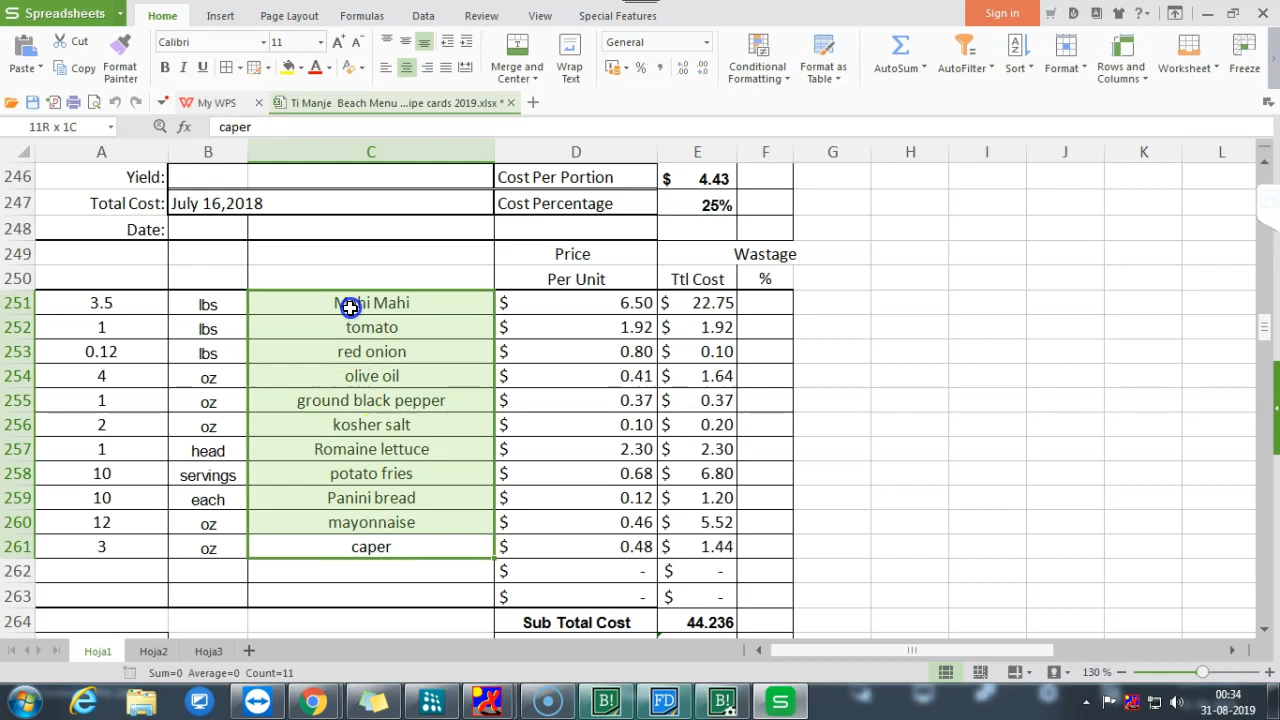 Spreadsheets Home Insert Page Layout Formulas Data Review View Special Features Sign in
Cut Calibri 11 General
Paste Copy Format Painter B I U Merge and Center Wrap Text Conditional Formatting Format as Table AutoSum AutoFilter Sort Format Rows and Columns Worksheet Freeze
My WPS Ti Manje Beach Menu ...ipe cards 2019.xlsx *
11R x 1C fx caper
A B C D E F G H I J K L
246 Yield: Cost Per Portion $ 4.43
247 Total Cost: July 16,2018 Cost Percentage 25%
248 Date:
249 Price Wastage
250 Per Unit Ttl Cost %
251 3.5 lbs Mahi Mahi $ 6.50 $ 22.75
252 1 lbs tomato $ 1.92 $ 1.92
253 0.12 lbs red onion $ 0.80 $ 0.10
254 4 oz olive oil $ 0.41 $ 1.64
255 1 oz ground black pepper $ 0.37 $ 0.37
256 2 oz kosher salt $ 0.10 $ 0.20
257 1 head Romaine lettuce $ 2.30 $ 2.30
258 10 servings potato fries $ 0.68 $ 6.80
259 10 each Panini bread $ 0.12 $ 1.20
260 12 oz mayonnaise $ 0.46 $ 5.52
261 3 oz caper $ 0.48 $ 1.44
262 $ - $ -
263 $ - $ -
264 Sub Total Cost 44.236
Hoja1 Hoja2 Hoja3
Sum=0 Average=0 Count=11 130 %
B! FD B! 00:34
31-08-2019